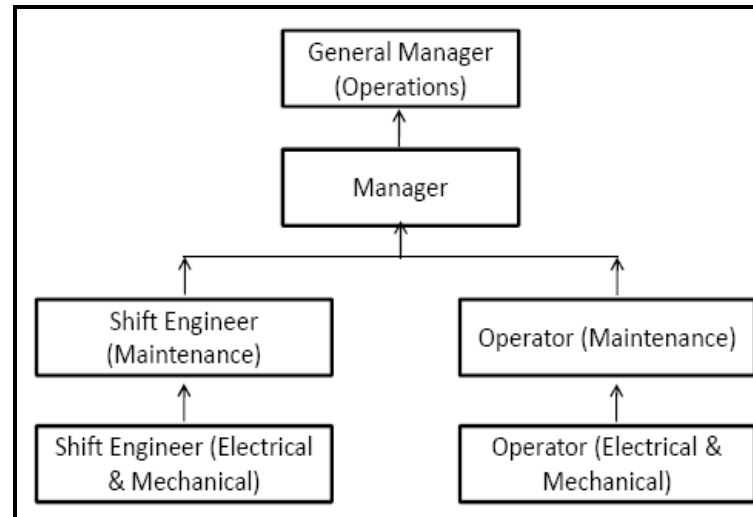 General Manager
(Operations)
Manager
Shift Engineer
(Maintenance)
Operator (Maintenance)
Shift Engineer (Electrical
& Mechanical)
Operator (Electrical &
Mechanical)